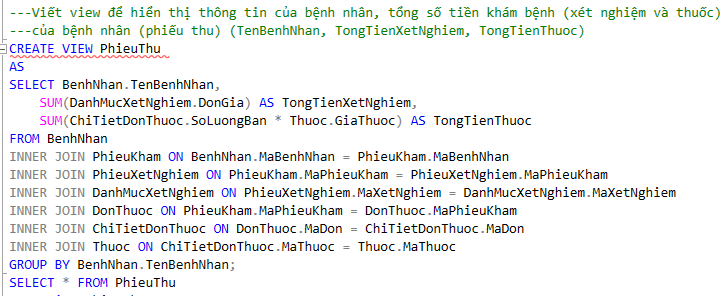 ---Viết view để hiển thị thông tin của bệnh nhân, tổng số tiền khám bệnh (xét nghiệm và thuốc)
---của bệnh nhân (phiếu thu) (TenBenhNhan, TongTienXetNghiem, TongTienThuoc)
CREATE VIEW PhieuThu
AS
SELECT BenhNhan.TenBenhNhan,
    SUM(DanhMucXetNghiem.DonGia) AS TongTienXetNghiem,
    SUM(ChiTietDonThuoc.SoLuongBan * Thuoc.GiaThuoc) AS TongTienThuoc
FROM BenhNhan
INNER JOIN PhieuKham ON BenhNhan.MaBenhNhan = PhieuKham.MaBenhNhan
INNER JOIN PhieuXetNghiem ON PhieuKham.MaPhieuKham = PhieuXetNghiem.MaPhieuKham
INNER JOIN DanhMucXetNghiem ON PhieuXetNghiem.MaXetNghiem = DanhMucXetNghiem.MaXetNghiem
INNER JOIN DonThuoc ON PhieuKham.MaPhieuKham = DonThuoc.MaPhieuKham
INNER JOIN ChiTietDonThuoc ON DonThuoc.MaDon = ChiTietDonThuoc.MaDon
INNER JOIN Thuoc ON ChiTietDonThuoc.MaThuoc = Thuoc.MaThuoc
GROUP BY BenhNhan.TenBenhNhan;
SELECT * FROM PhieuThu